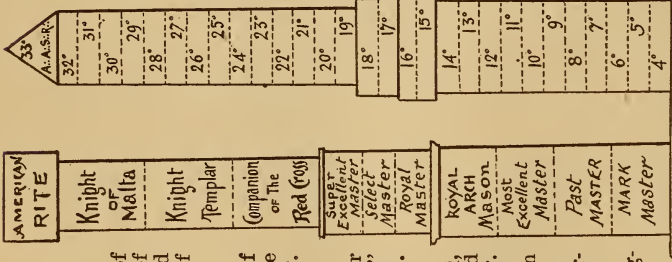 AMERICAN
RITE
Knight
OF
Malta
Knight
Templar
Companion
OF THE
Red Cross
Super
Excellent
Master
Select
Master
Royal
Master
ROYAL
ARCH
Mason
Most
Excellent
Master
Past
MASTER
MARK
Master
33°
A.·.A.·.S.·.R.·.
32°
31°
30°
29°
28°
27°
26°
25°
24°
23°
22°
21°
20°
19°
18°
17°
16°
15°
14°
13°
12°
11°
10°
9°
8°
7°
6°
5°
4°